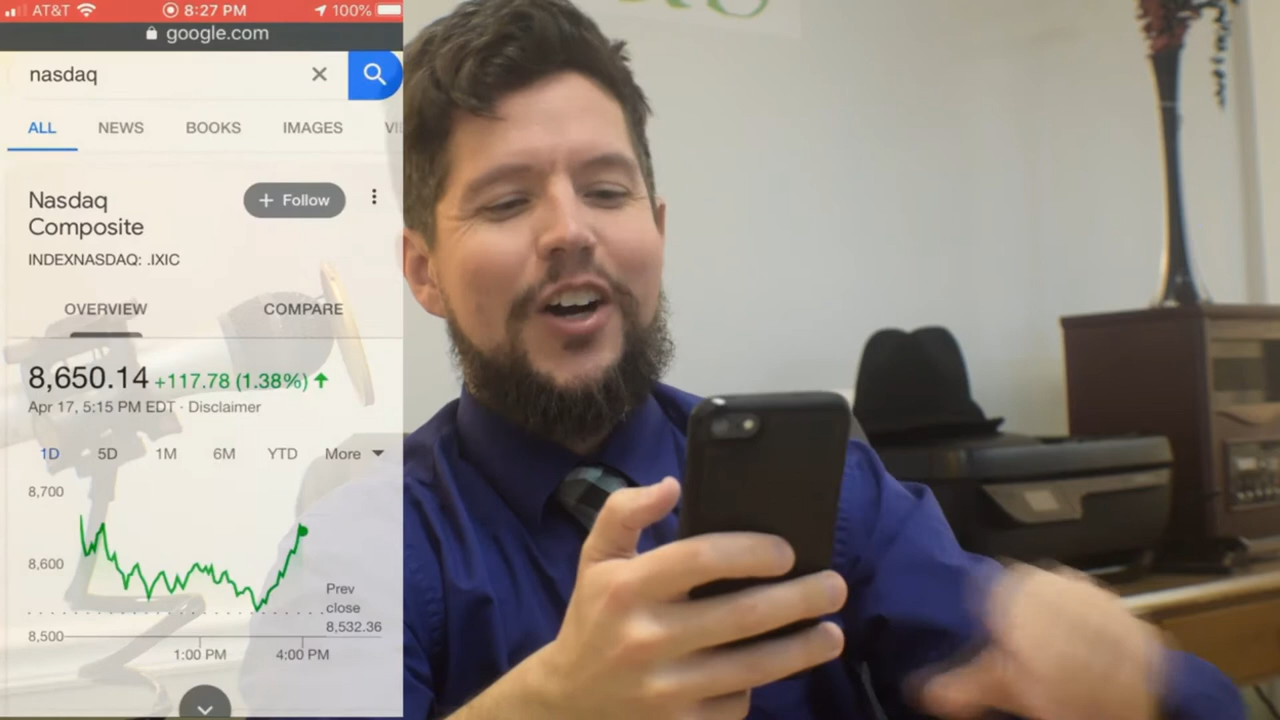 AT&T 8:27 PM 100%
google.com
nasdaq
ALL NEWS BOOKS IMAGES
Nasdaq
Composite
+ Follow
INDEXNASDAQ: .IXIC
OVERVIEW COMPARE
8,650.14 +117.78 (1.38%)
Apr 17, 5:15 PM EDT · Disclaimer
1D 5D 1M 6M YTD More
8,700
8,600
Prev
close
8,532.36
8,500
1:00 PM 4:00 PM